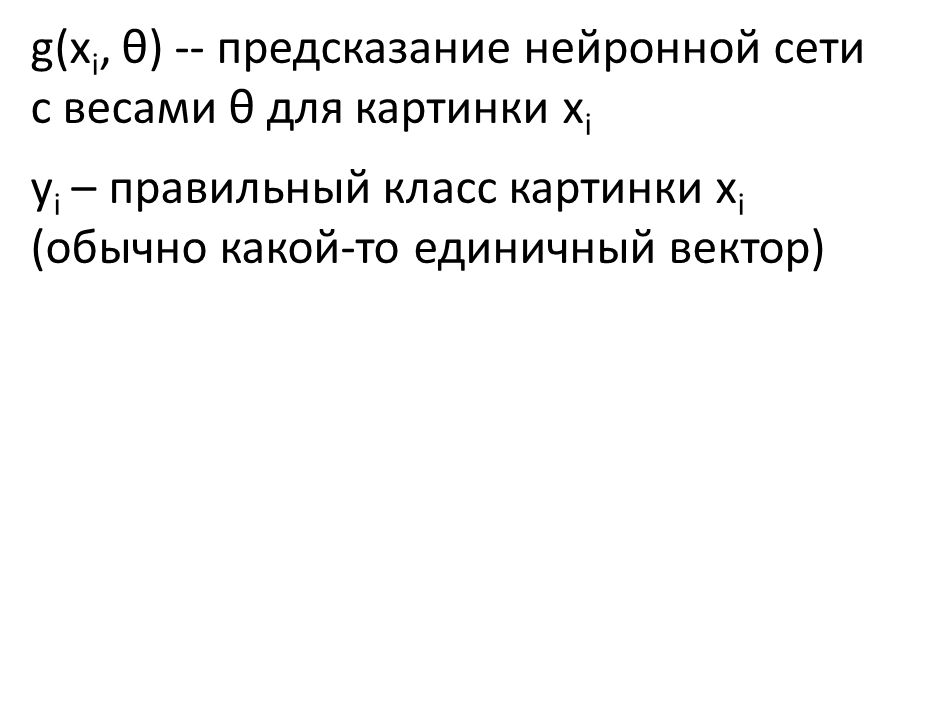 g(xᵢ, θ) -- предсказание нейронной сети
с весами θ для картинки xᵢ
yᵢ – правильный класс картинки xᵢ
(обычно какой-то единичный вектор)